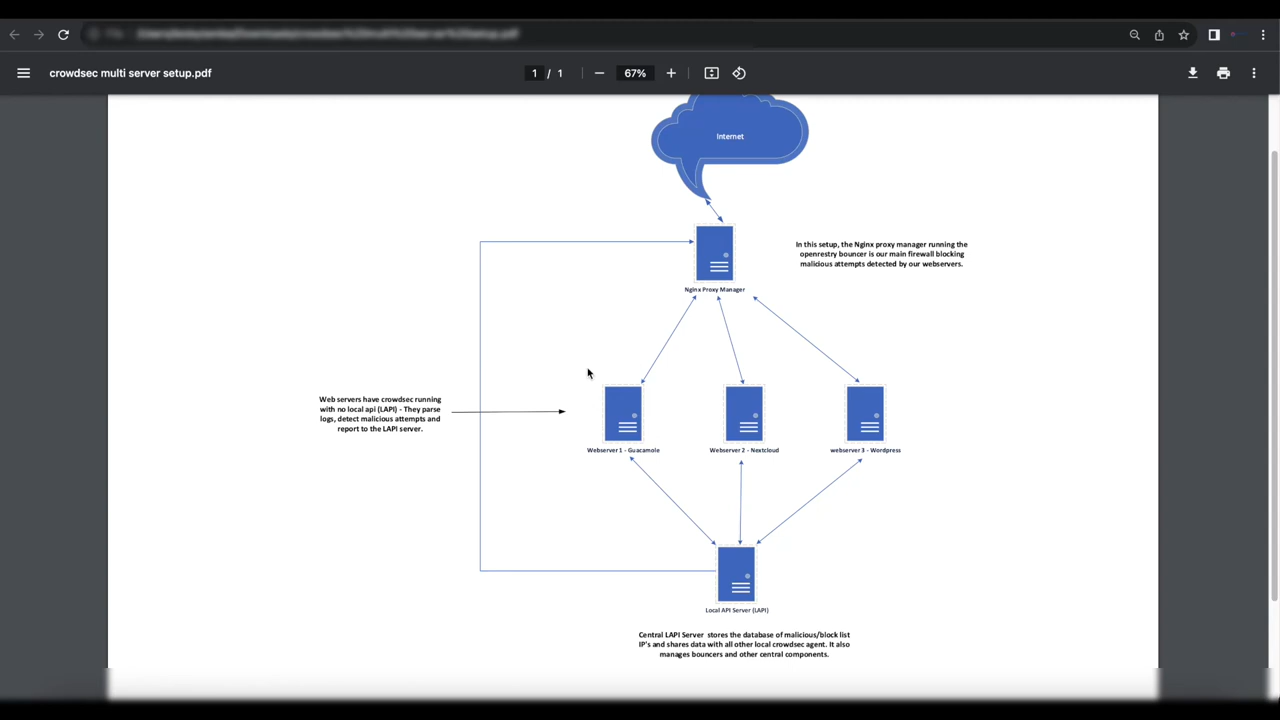 crowdsec multi server setup.pdf
1 / 1
67%
Internet
In this setup, the Nginx proxy manager running the
openrestry bouncer is our main firewall blocking
malicious attempts detected by our webservers.
Nginx Proxy Manager
Web servers have crowdsec running
with no local api (LAPI) - They parse
logs, detect malicious attempts and
report to the LAPI server.
Webserver 1 - Guacamole
Webserver 2 - Nextcloud
webserver 3 - Wordpress
Local API Server (LAPI)
Central LAPI Server stores the database of malicious/block list
IP's and shares data with all other local crowdsec agent. It also
manages bouncers and other central components.